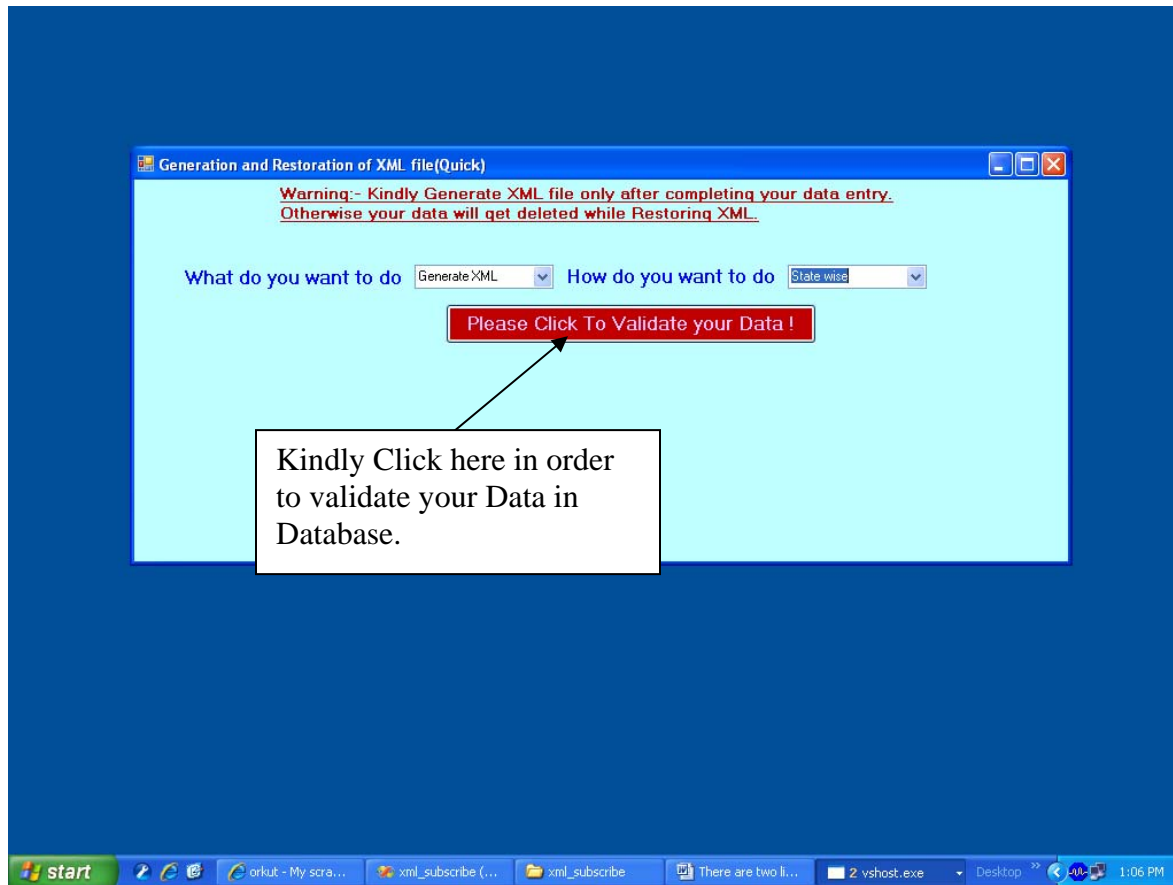 Generation and Restoration of XML file(Quick)
Warning:- Kindly Generate XML file only after completing your data entry.
Otherwise your data will get deleted while Restoring XML.
What do you want to do Generate XML How do you want to do State wise
Please Click To Validate your Data !
Kindly Click here in order
to validate your Data in
Database.
start orkut - My scra... xml_subscribe (... xml_subscribe There are two li... 2 vshost.exe Desktop 1:06 PM